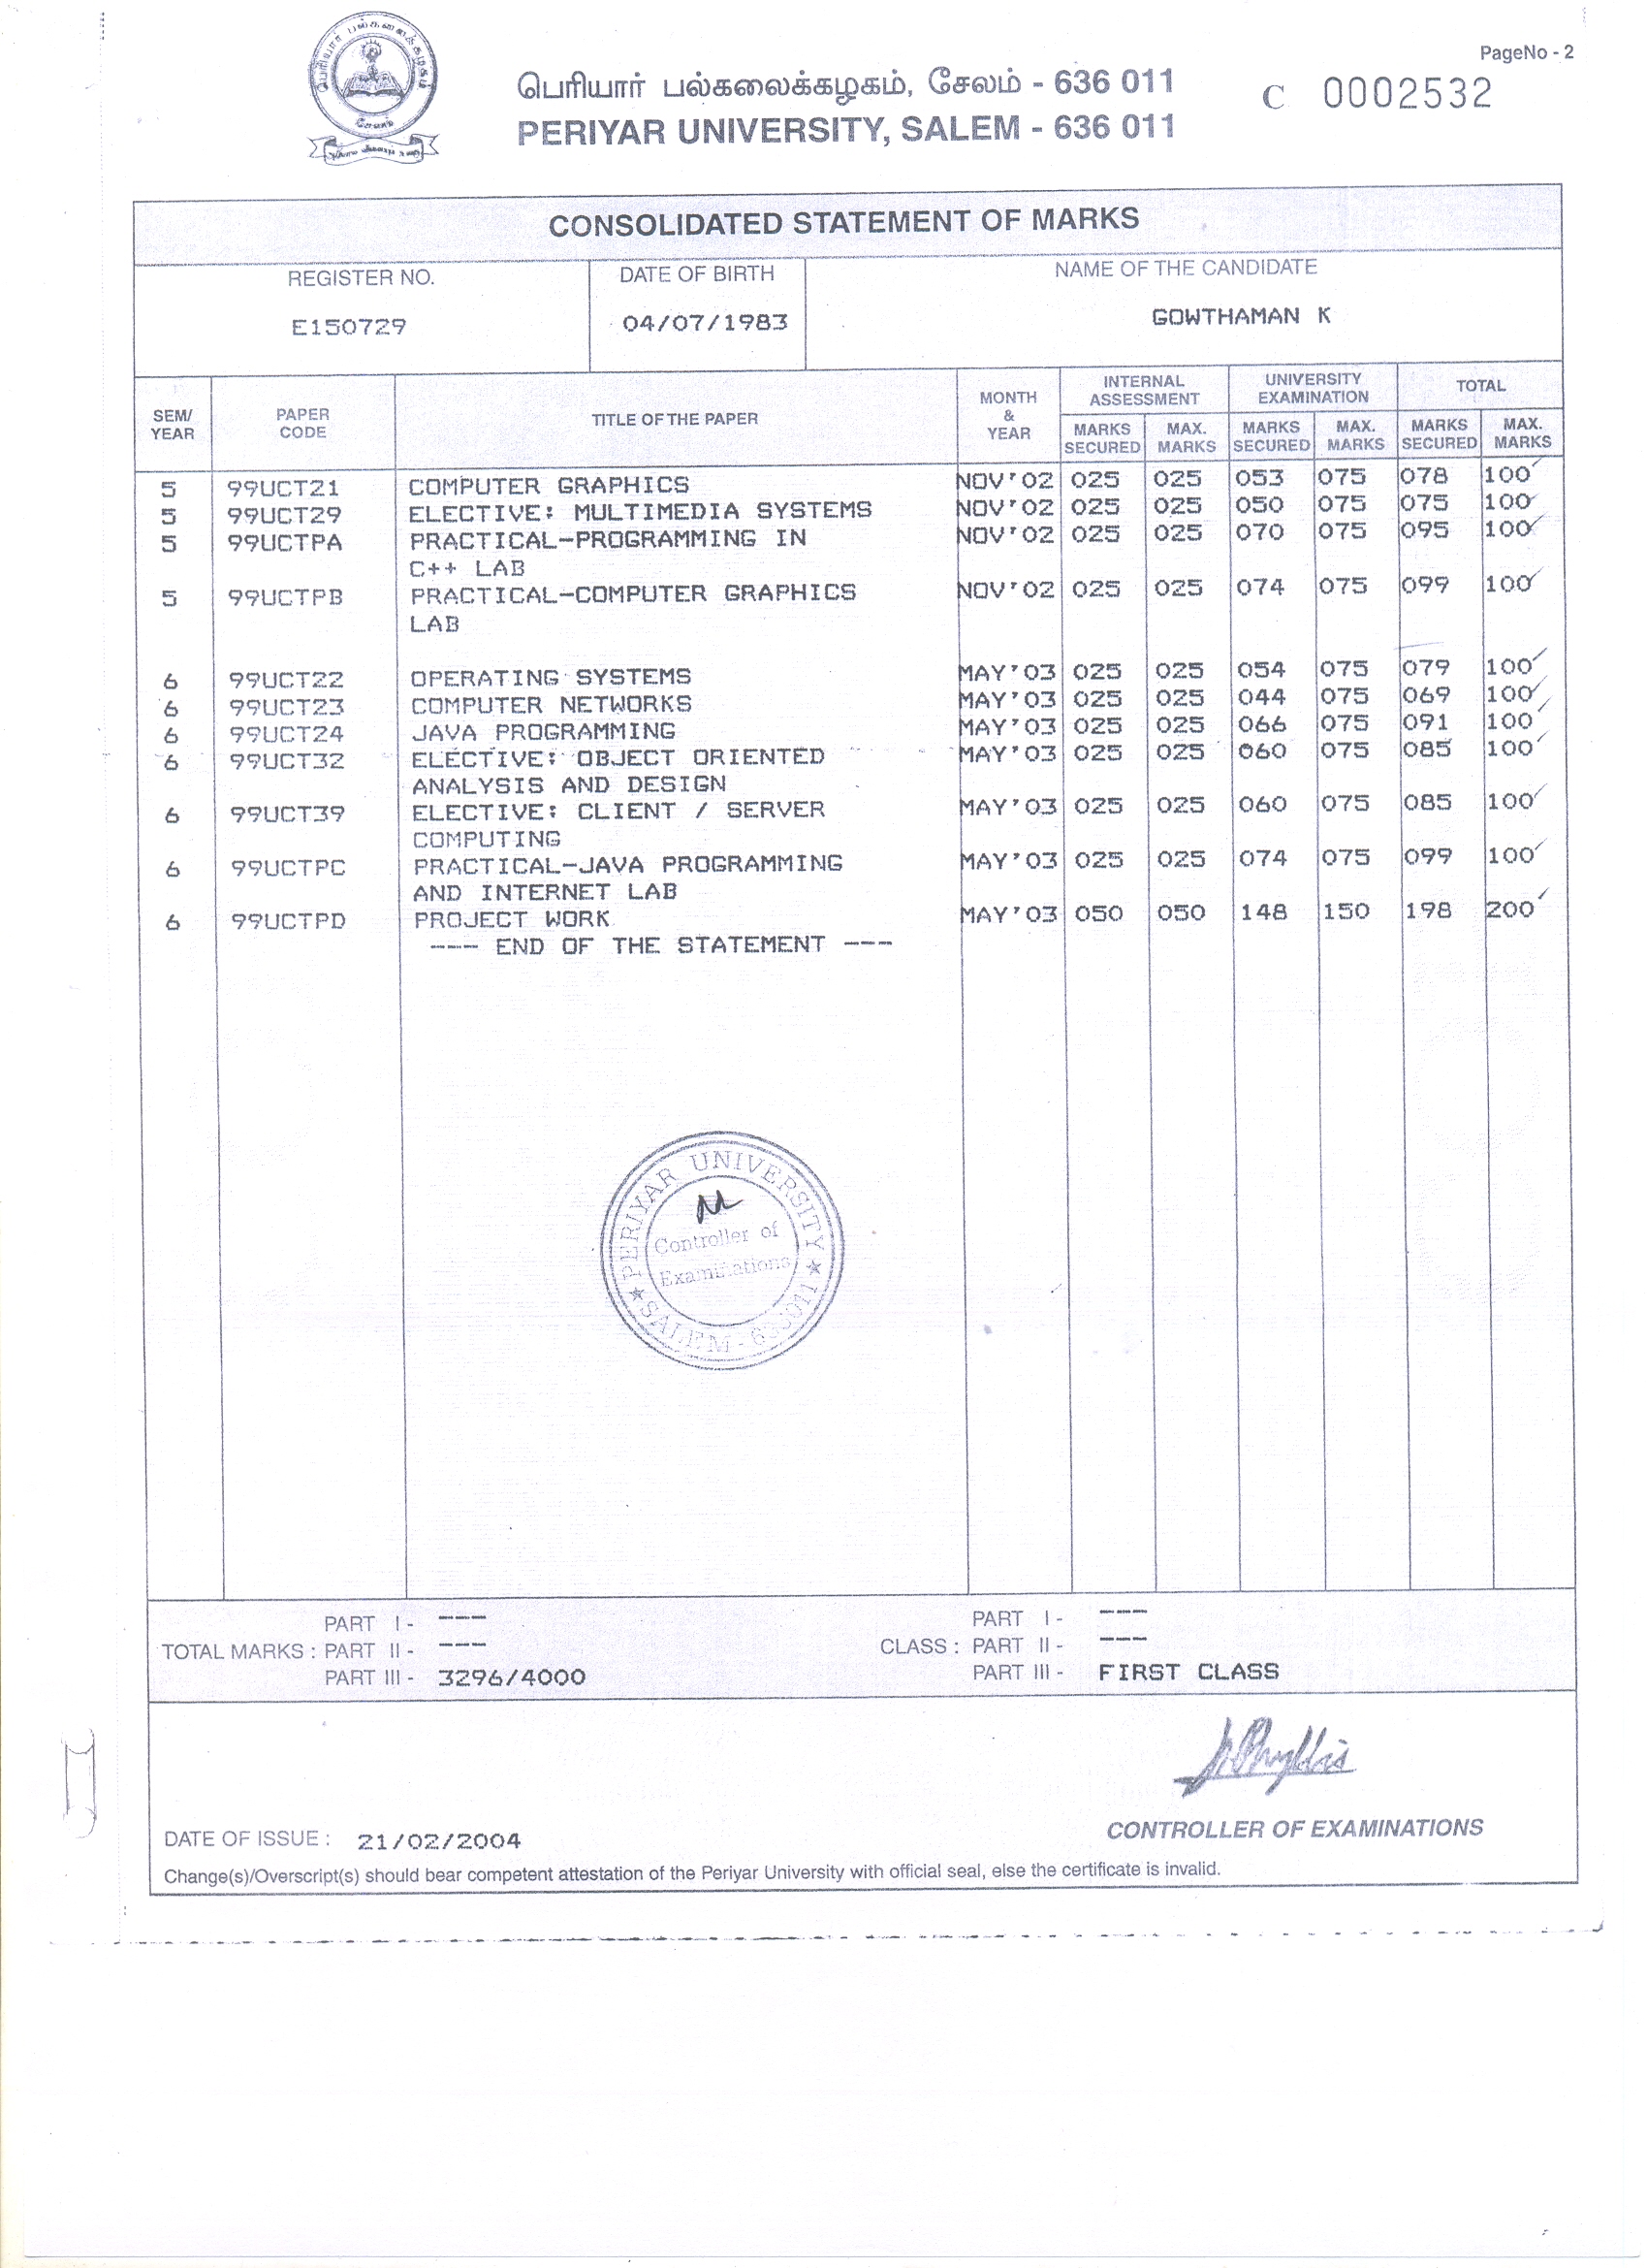 PageNo - 2
பெரியார் பல்கலைக்கழகம்
சேலம்
பெரியார் பல்கலைக்கழகம், சேலம் - 636 011
C 0002532
PERIYAR UNIVERSITY, SALEM - 636 011
CONSOLIDATED STATEMENT OF MARKS
REGISTER NO. DATE OF BIRTH NAME OF THE CANDIDATE
E150729 04/07/1983 GOWTHAMAN K
SEM/ YEAR PAPER CODE TITLE OF THE PAPER MONTH & YEAR INTERNAL ASSESSMENT UNIVERSITY EXAMINATION TOTAL
MARKS SECURED MAX. MARKS MARKS SECURED MAX. MARKS MARKS SECURED MAX. MARKS
5 99UCT21 COMPUTER GRAPHICS NOV'02 025 025 053 075 078 100
5 99UCT29 ELECTIVE: MULTIMEDIA SYSTEMS NOV'02 025 025 050 075 075 100
5 99UCTPA PRACTICAL-PROGRAMMING IN NOV'02 025 025 070 075 095 100
C++ LAB
5 99UCTPB PRACTICAL-COMPUTER GRAPHICS NOV'02 025 025 074 075 099 100
LAB
6 99UCT22 OPERATING SYSTEMS MAY'03 025 025 054 075 079 100
6 99UCT23 COMPUTER NETWORKS MAY'03 025 025 044 075 069 100
6 99UCT24 JAVA PROGRAMMING MAY'03 025 025 066 075 091 100
6 99UCT32 ELECTIVE: OBJECT ORIENTED MAY'03 025 025 060 075 085 100
ANALYSIS AND DESIGN
6 99UCT39 ELECTIVE: CLIENT / SERVER MAY'03 025 025 060 075 085 100
COMPUTING
6 99UCTPC PRACTICAL-JAVA PROGRAMMING MAY'03 025 025 074 075 099 100
AND INTERNET LAB
6 99UCTPD PROJECT WORK MAY'03 050 050 148 150 198 200
--- END OF THE STATEMENT ---
PERIYAR UNIVERSITY
Controller of
Examinations
SALEM - 636011
PART I - --- PART I - ---
TOTAL MARKS : PART II - --- CLASS : PART II - ---
PART III - 3296/4000 PART III - FIRST CLASS
DATE OF ISSUE : 21/02/2004 CONTROLLER OF EXAMINATIONS
Change(s)/Overscript(s) should bear competent attestation of the Periyar University with official seal, else the certificate is invalid.